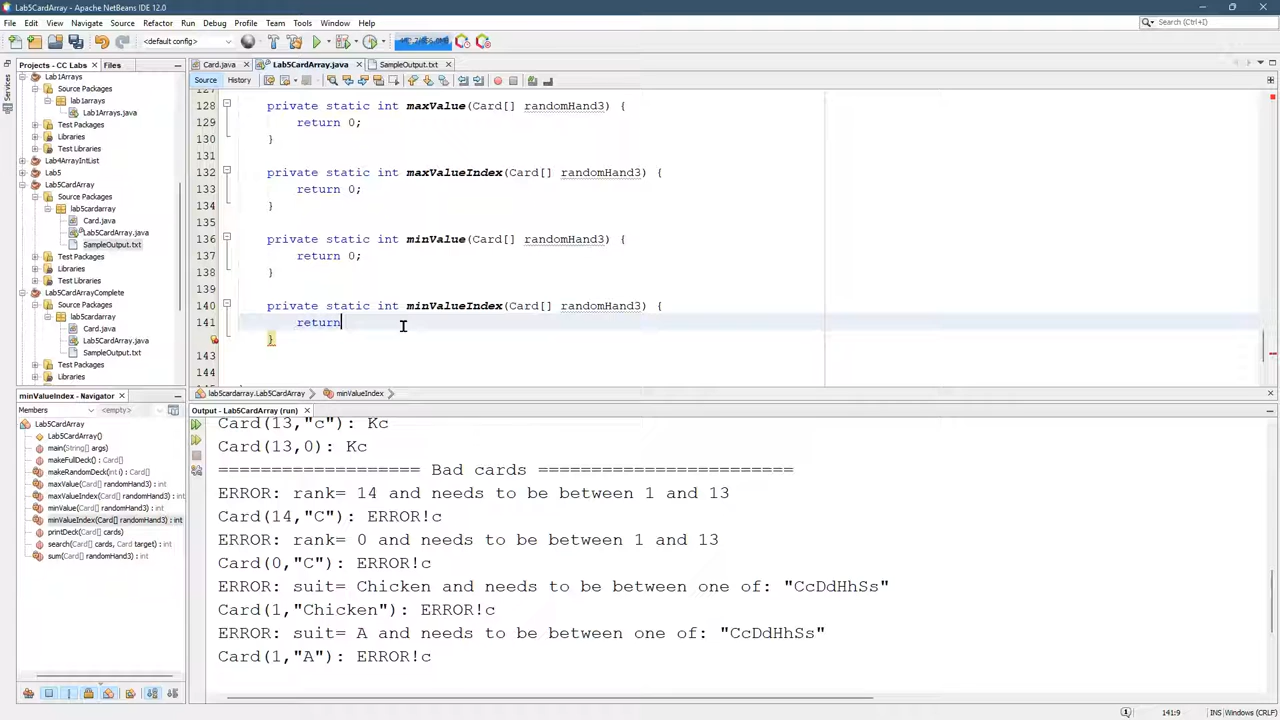 Lab5CardArray - Apache NetBeans IDE 12.0
File Edit View Navigate Source Refactor Run Debug Profile Team Tools Window Help
Search (Ctrl+I)
<default config>
Projects - CC Labs
Files
Card.java
Lab5CardArray.java
SampleOutput.txt
Services
Source
History
Lab1Arrays
Source Packages
lab1arrays
Lab1Arrays.java
Test Packages
Libraries
Test Libraries
Lab4ArrayIntList
Lab5
Lab5CardArray
Source Packages
lab5cardarray
Card.java
Lab5CardArray.java
SampleOutput.txt
Test Packages
Libraries
Test Libraries
Lab5CardArrayComplete
Source Packages
lab5cardarray
Card.java
Lab5CardArray.java
SampleOutput.txt
Test Packages
Libraries
128 private static int maxValue(Card[] randomHand3) {
129 return 0;
130 }
131
132 private static int maxValueIndex(Card[] randomHand3) {
133 return 0;
134 }
135
136 private static int minValue(Card[] randomHand3) {
137 return 0;
138 }
139
140 private static int minValueIndex(Card[] randomHand3) {
141 return
}
143
144
lab5cardarray.Lab5CardArray
minValueIndex
minValueIndex - Navigator
Members
<empty>
Lab5CardArray
Lab5CardArray()
main(String[] args)
makeFullDeck() : Card[]
makeRandomDeck(int i) : Card[]
maxValue(Card[] randomHand3) : int
maxValueIndex(Card[] randomHand3) : int
minValue(Card[] randomHand3) : int
minValueIndex(Card[] randomHand3) : int
printDeck(Card[] cards)
search(Card[] cards, Card target) : int
sum(Card[] randomHand3) : int
Output - Lab5CardArray (run)
Card(13,"c"): Kc
Card(13,0): Kc
=================== Bad cards ========================
ERROR: rank= 14 and needs to be between 1 and 13
Card(14,"C"): ERROR!c
ERROR: rank= 0 and needs to be between 1 and 13
Card(0,"C"): ERROR!c
ERROR: suit= Chicken and needs to be between one of: "CcDdHhSs"
Card(1,"Chicken"): ERROR!c
ERROR: suit= A and needs to be between one of: "CcDdHhSs"
Card(1,"A"): ERROR!c
141:9
INS
Windows (CRLF)